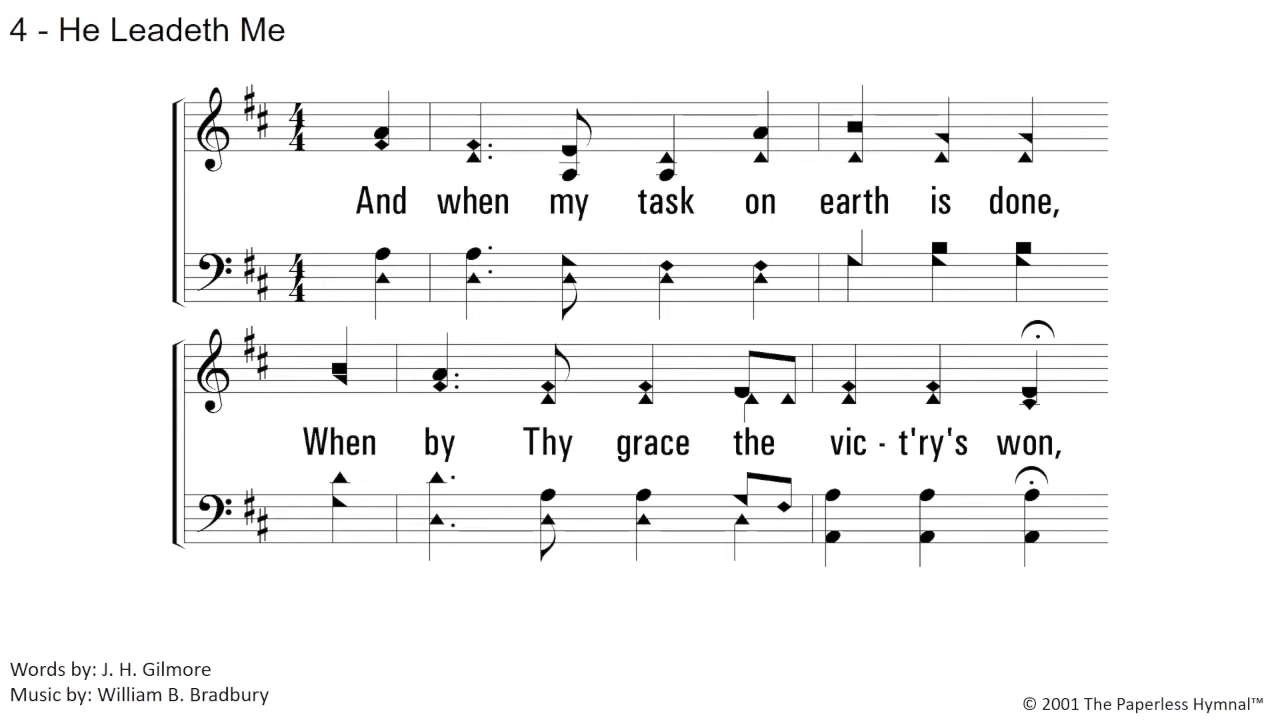 4 - He Leadeth Me
And when my task on earth is done,
When by Thy grace the vic - t'ry's won,
Words by: J. H. Gilmore
Music by: William B. Bradbury
© 2001 The Paperless Hymnal™